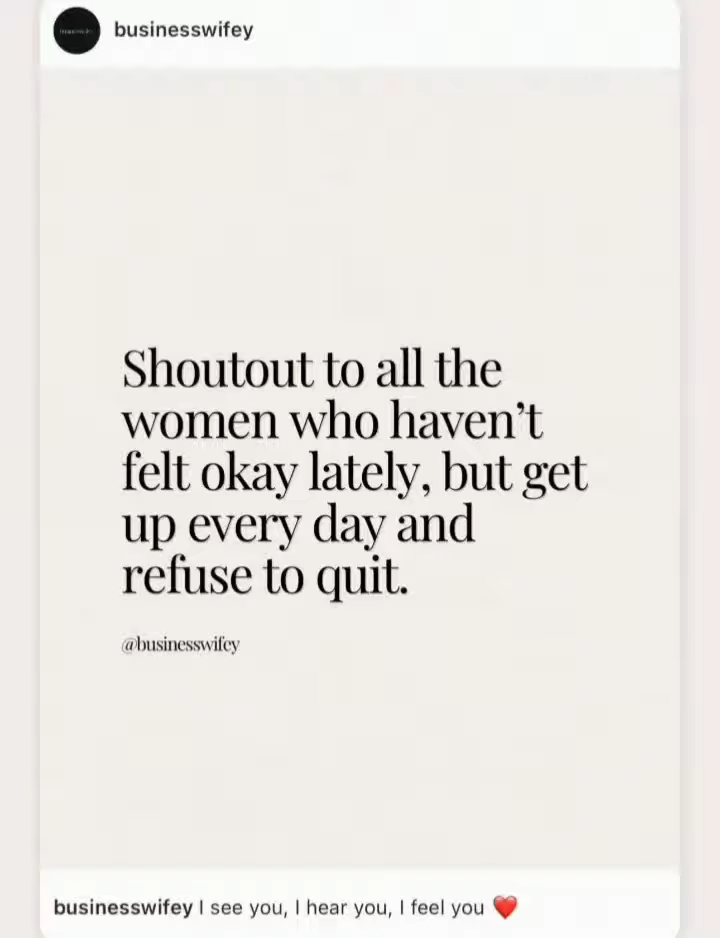 businesswifey
Shoutout to all the
women who haven’t
felt okay lately, but get
up every day and
refuse to quit.
@businesswifey
businesswifey I see you, I hear you, I feel you ❤️